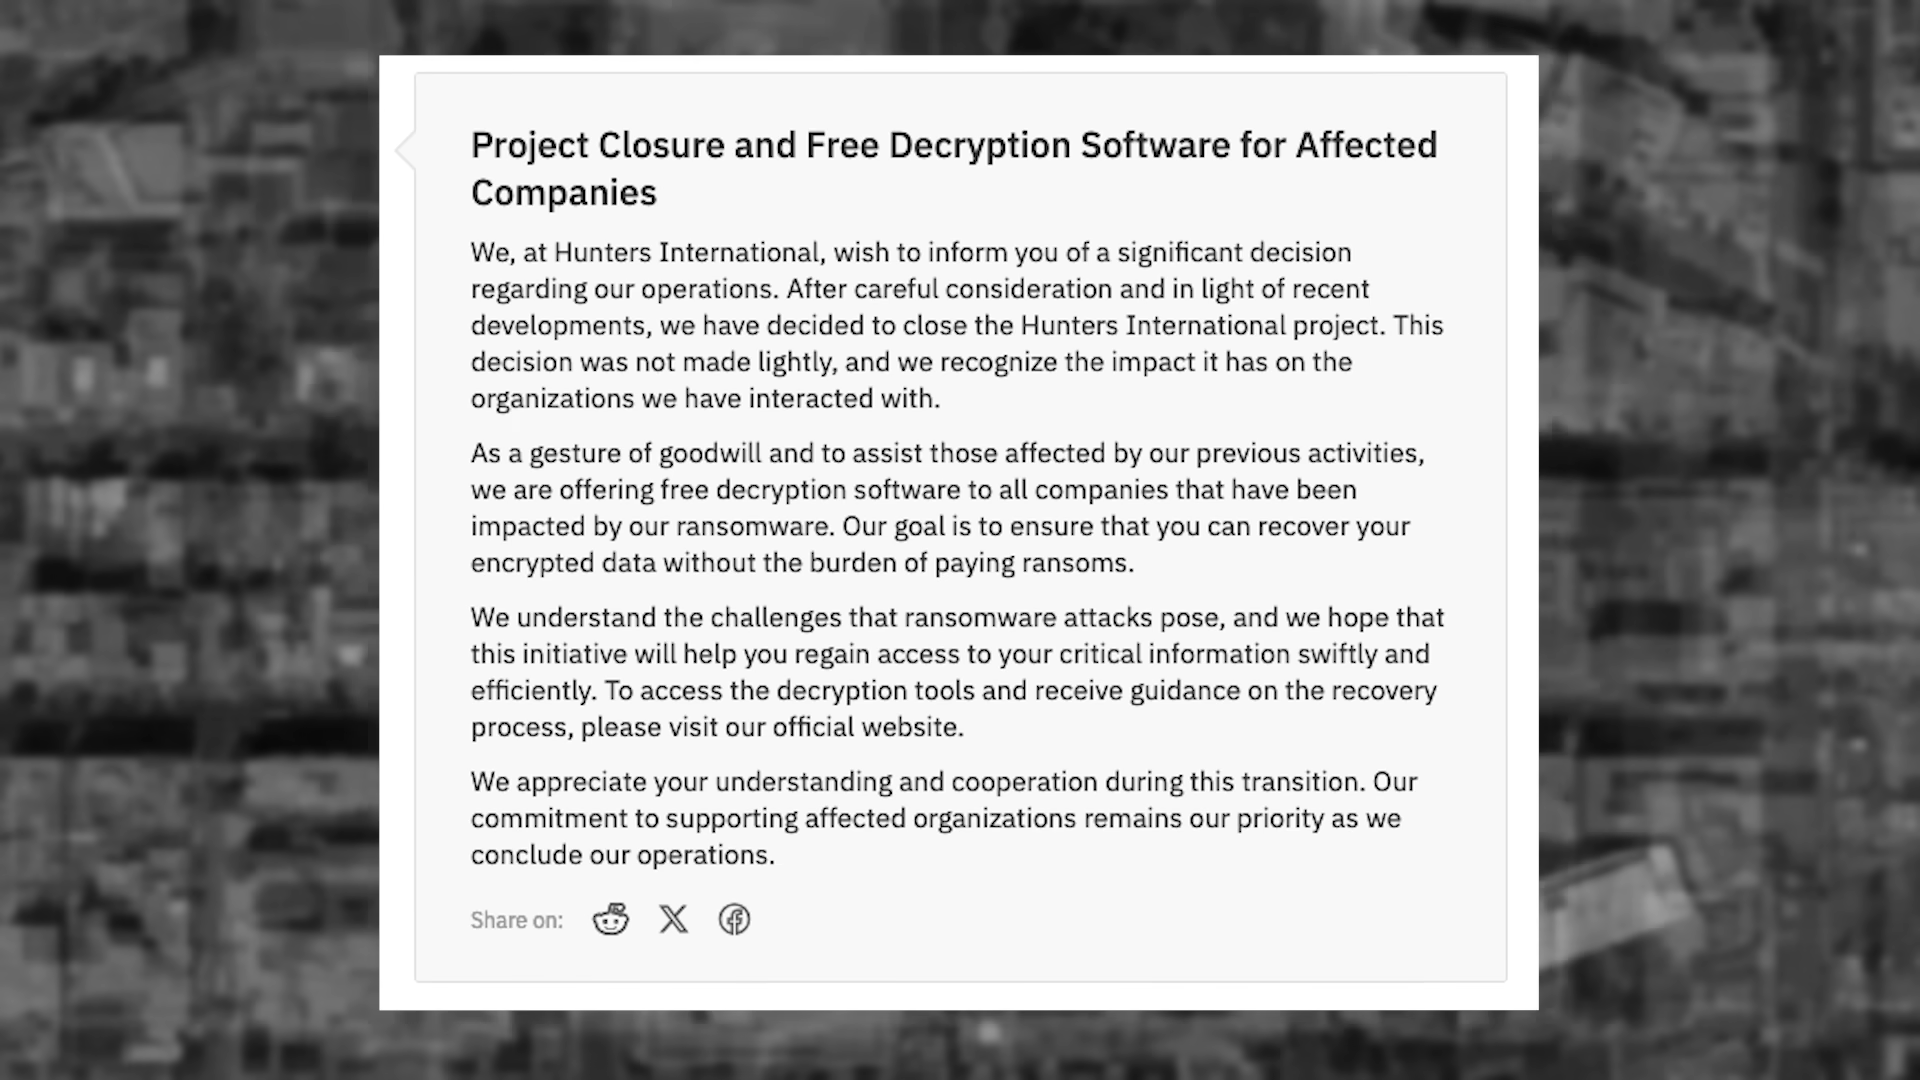 Project Closure and Free Decryption Software for Affected
Companies
We, at Hunters International, wish to inform you of a significant decision
regarding our operations. After careful consideration and in light of recent
developments, we have decided to close the Hunters International project. This
decision was not made lightly, and we recognize the impact it has on the
organizations we have interacted with.
As a gesture of goodwill and to assist those affected by our previous activities,
we are offering free decryption software to all companies that have been
impacted by our ransomware. Our goal is to ensure that you can recover your
encrypted data without the burden of paying ransoms.
We understand the challenges that ransomware attacks pose, and we hope that
this initiative will help you regain access to your critical information swiftly and
efficiently. To access the decryption tools and receive guidance on the recovery
process, please visit our official website.
We appreciate your understanding and cooperation during this transition. Our
commitment to supporting affected organizations remains our priority as we
conclude our operations.
Share on: